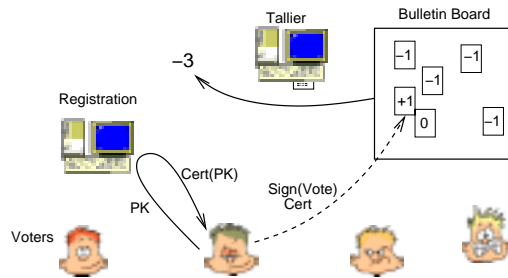 Bulletin Board
Tallier
−1
−1
−1
−3
+1
0
−1
Registration
Cert(PK)
PK
Sign(Vote)
Cert
Voters